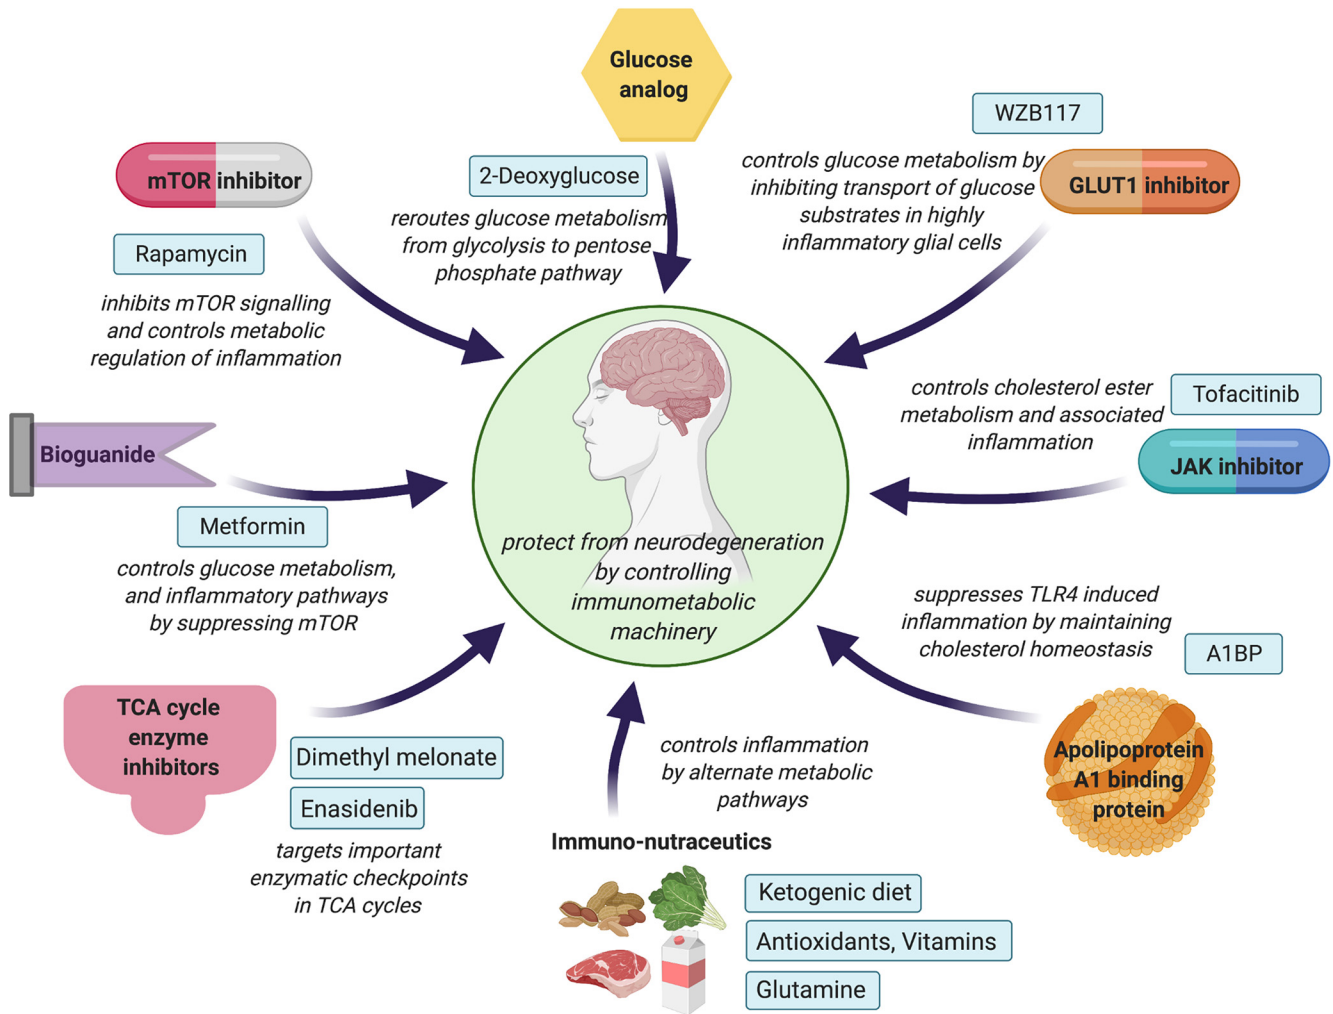 Glucose
analog
2-Deoxyglucose
reroutes glucose metabolism
from glycolysis to pentose
phosphate pathway
WZB117
controls glucose metabolism by
inhibiting transport of glucose
substrates in highly
inflammatory glial cells
GLUT1 inhibitor
mTOR inhibitor
Rapamycin
inhibits mTOR signalling
and controls metabolic
regulation of inflammation
controls cholesterol ester
metabolism and associated
inflammation
Tofacitinib
JAK inhibitor
Bioguanide
Metformin
controls glucose metabolism,
and inflammatory pathways
by suppressing mTOR
protect from neurodegeneration
by controlling
immunometabolic
machinery
suppresses TLR4 induced
inflammation by maintaining
cholesterol homeostasis
A1BP
Apolipoprotein
A1 binding
protein
TCA cycle
enzyme
inhibitors
Dimethyl melonate
Enasidenib
targets important
enzymatic checkpoints
in TCA cycles
controls inflammation
by alternate metabolic
pathways
Immuno-nutraceutics
Ketogenic diet
Antioxidants, Vitamins
Glutamine